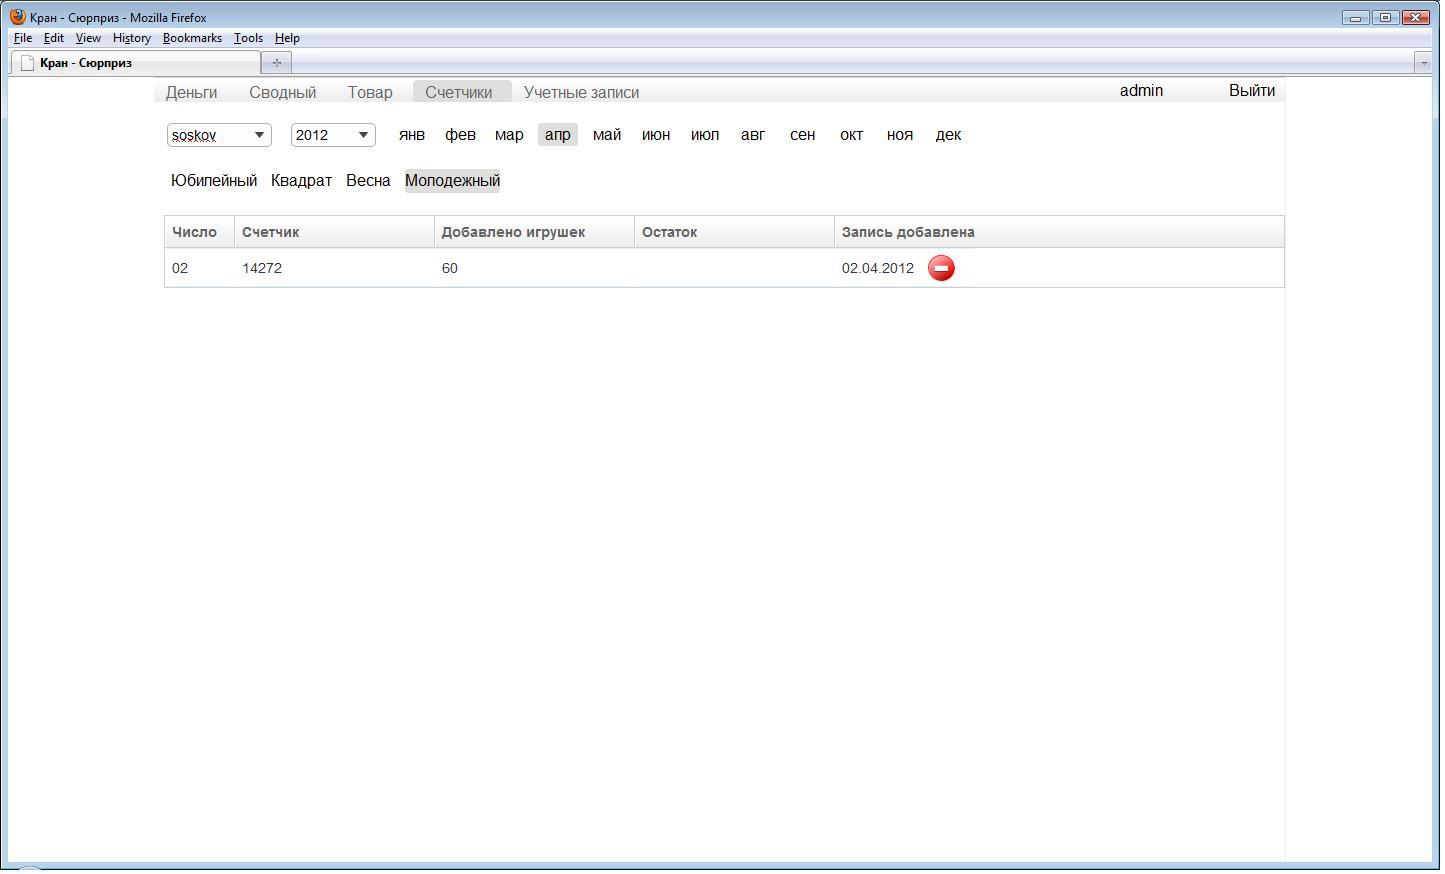 Кран - Сюрприз - Mozilla Firefox
File Edit View History Bookmarks Tools Help
Кран - Сюрприз
Деньги Сводный Товар Счетчики Учетные записи admin Выйти
soskov 2012 янв фев мар апр май июн июл авг сен окт ноя дек
Юбилейный Квадрат Весна Молодежный
Число Счетчик Добавлено игрушек Остаток Запись добавлена
02 14272 60 02.04.2012